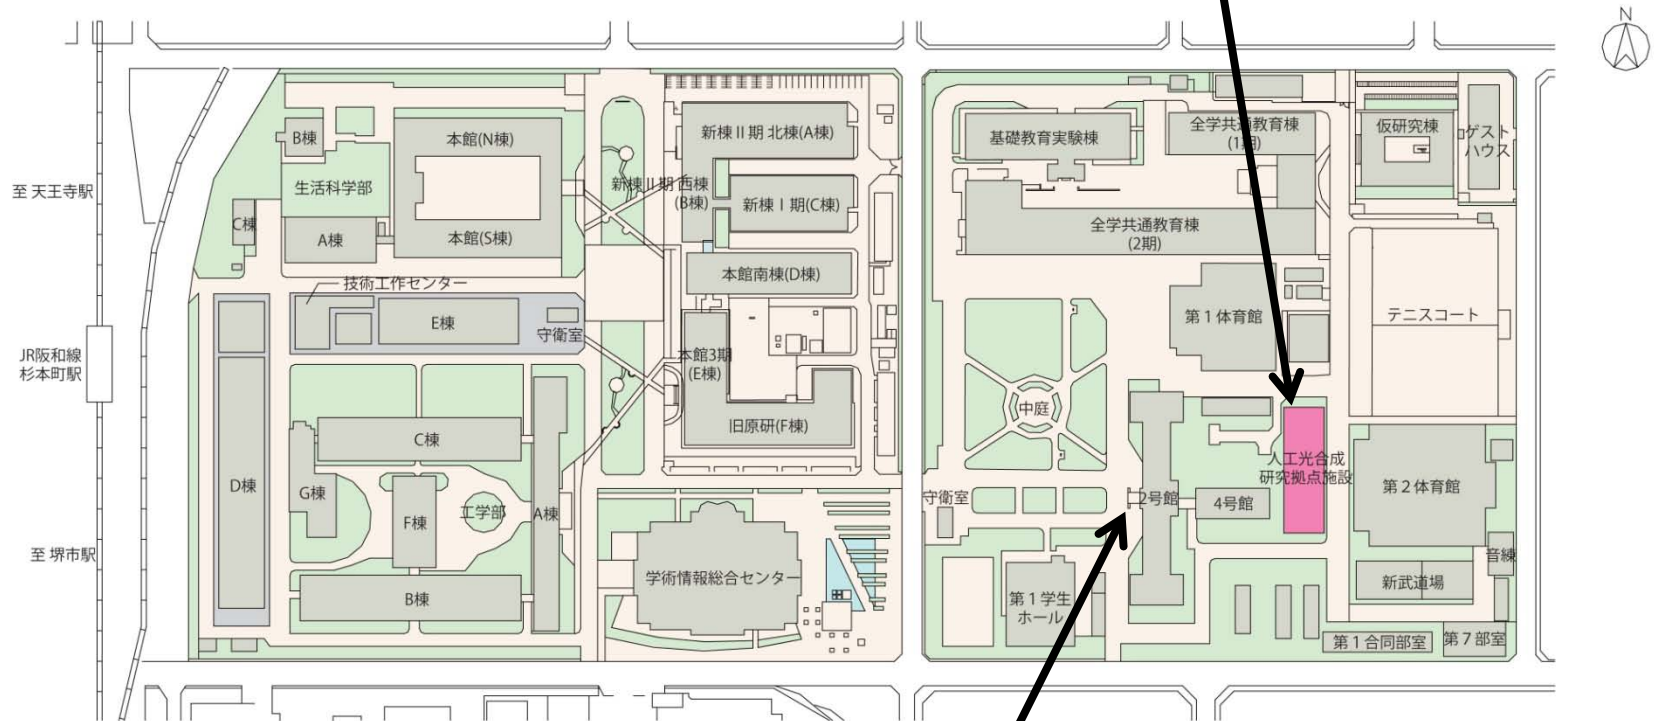 N
至 天王寺駅
JR阪和線
杉本町駅
至 堺市駅
B棟
生活科学部
C棟
A棟
本館(N棟)
本館(S棟)
技術工作センター
E棟
守衛室
D棟
C棟
G棟
F棟
工学部
A棟
B棟
新棟Ⅱ期 北棟(A棟)
新棟Ⅱ期 西棟
(B棟)
新棟Ⅰ期(C棟)
本館南棟(D棟)
本館3期
(E棟)
旧原研(F棟)
学術情報総合センター
基礎教育実験棟
全学共通教育棟
(1期)
全学共通教育棟
(2期)
仮研究棟
ゲスト
ハウス
第1体育館
テニスコート
中庭
人工光合成
研究拠点施設
守衛室
2号館
4号館
第2体育館
音練
新武道場
第1学生
ホール
第1合同部室
第7部室